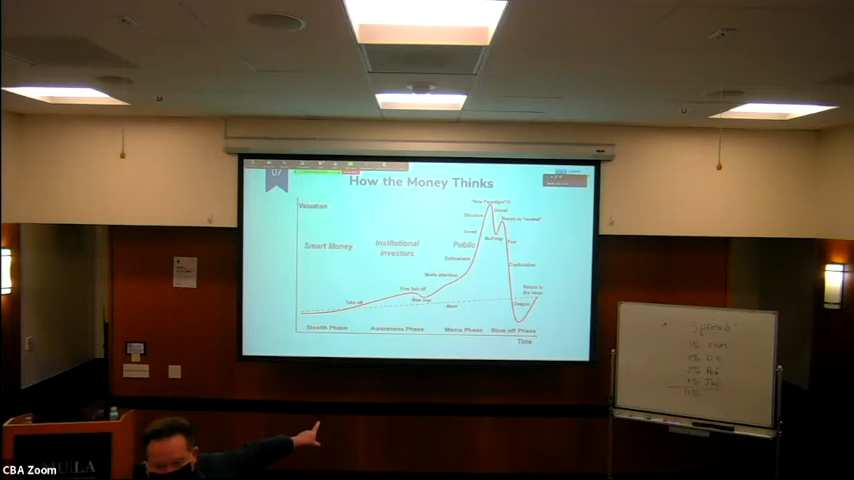 07
How the Money Thinks
Valuation
"New Paradigm"!!!
Denial
Delusion
Return to "normal"
Greed
Bull trap
Fear
Smart Money
Institutional
Investors
Public
Enthusiasm
Capitulation
Media attention
First Sell off
Return to
the mean
Take off
Bear trap
Mean
Despair
Stealth Phase
Awareness Phase
Mania Phase
Blow off Phase
Time
Spread
CBA Zoom